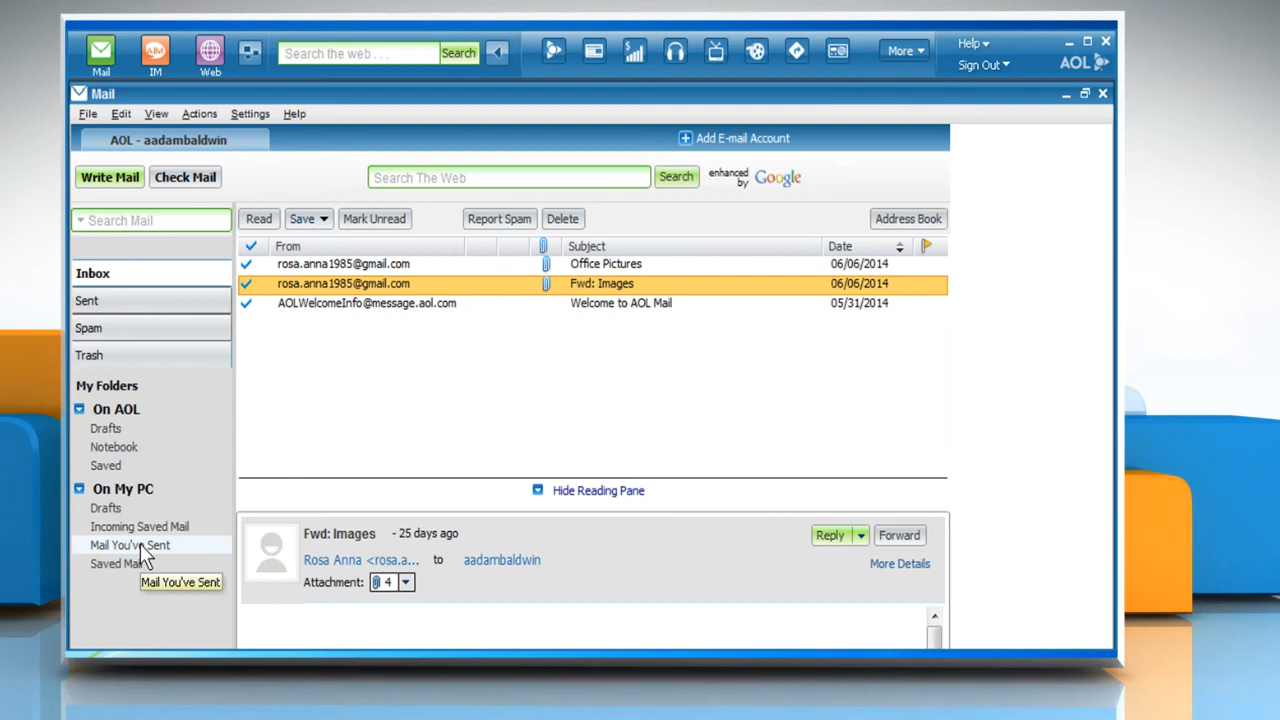 Mail
IM
Web
Search the web . . .
Search
More
Help
Sign Out
AOL
Mail
File Edit View Actions Settings Help
AOL - aadambaldwin
Add E-mail Account
Write Mail
Check Mail
Search The Web
Search
enhanced by Google
Search Mail
Read
Save
Mark Unread
Report Spam
Delete
Address Book
From Subject Date
rosa.anna1985@gmail.com Office Pictures 06/06/2014
rosa.anna1985@gmail.com Fwd: Images 06/06/2014
AOLWelcomeInfo@message.aol.com Welcome to AOL Mail 05/31/2014
Inbox
Sent
Spam
Trash
My Folders
On AOL
Drafts
Notebook
Saved
On My PC
Drafts
Incoming Saved Mail
Mail You've Sent
Saved Mail
Mail You've Sent
Hide Reading Pane
Fwd: Images - 25 days ago
Reply
Forward
Rosa Anna <rosa.a... to aadambaldwin
More Details
Attachment: 4